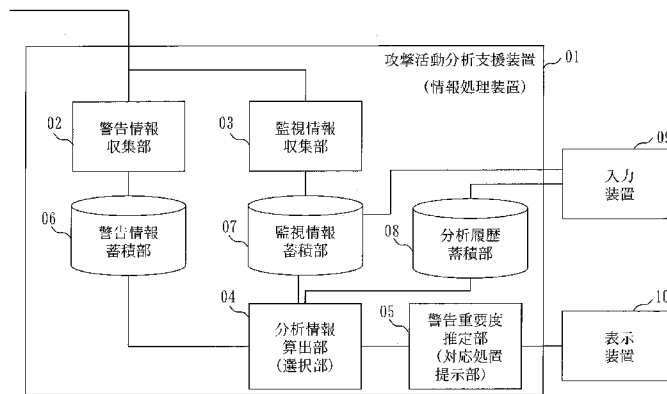 攻撃活動分析支援装置
(情報処理装置)
01
02
警告情報
収集部
03
監視情報
収集部
09
入力
装置
06
警告情報
蓄積部
07
監視情報
蓄積部
08
分析履歴
蓄積部
04
分析情報
算出部
(選択部)
05
警告重要度
推定部
(対応処置
提示部)
10
表示
装置